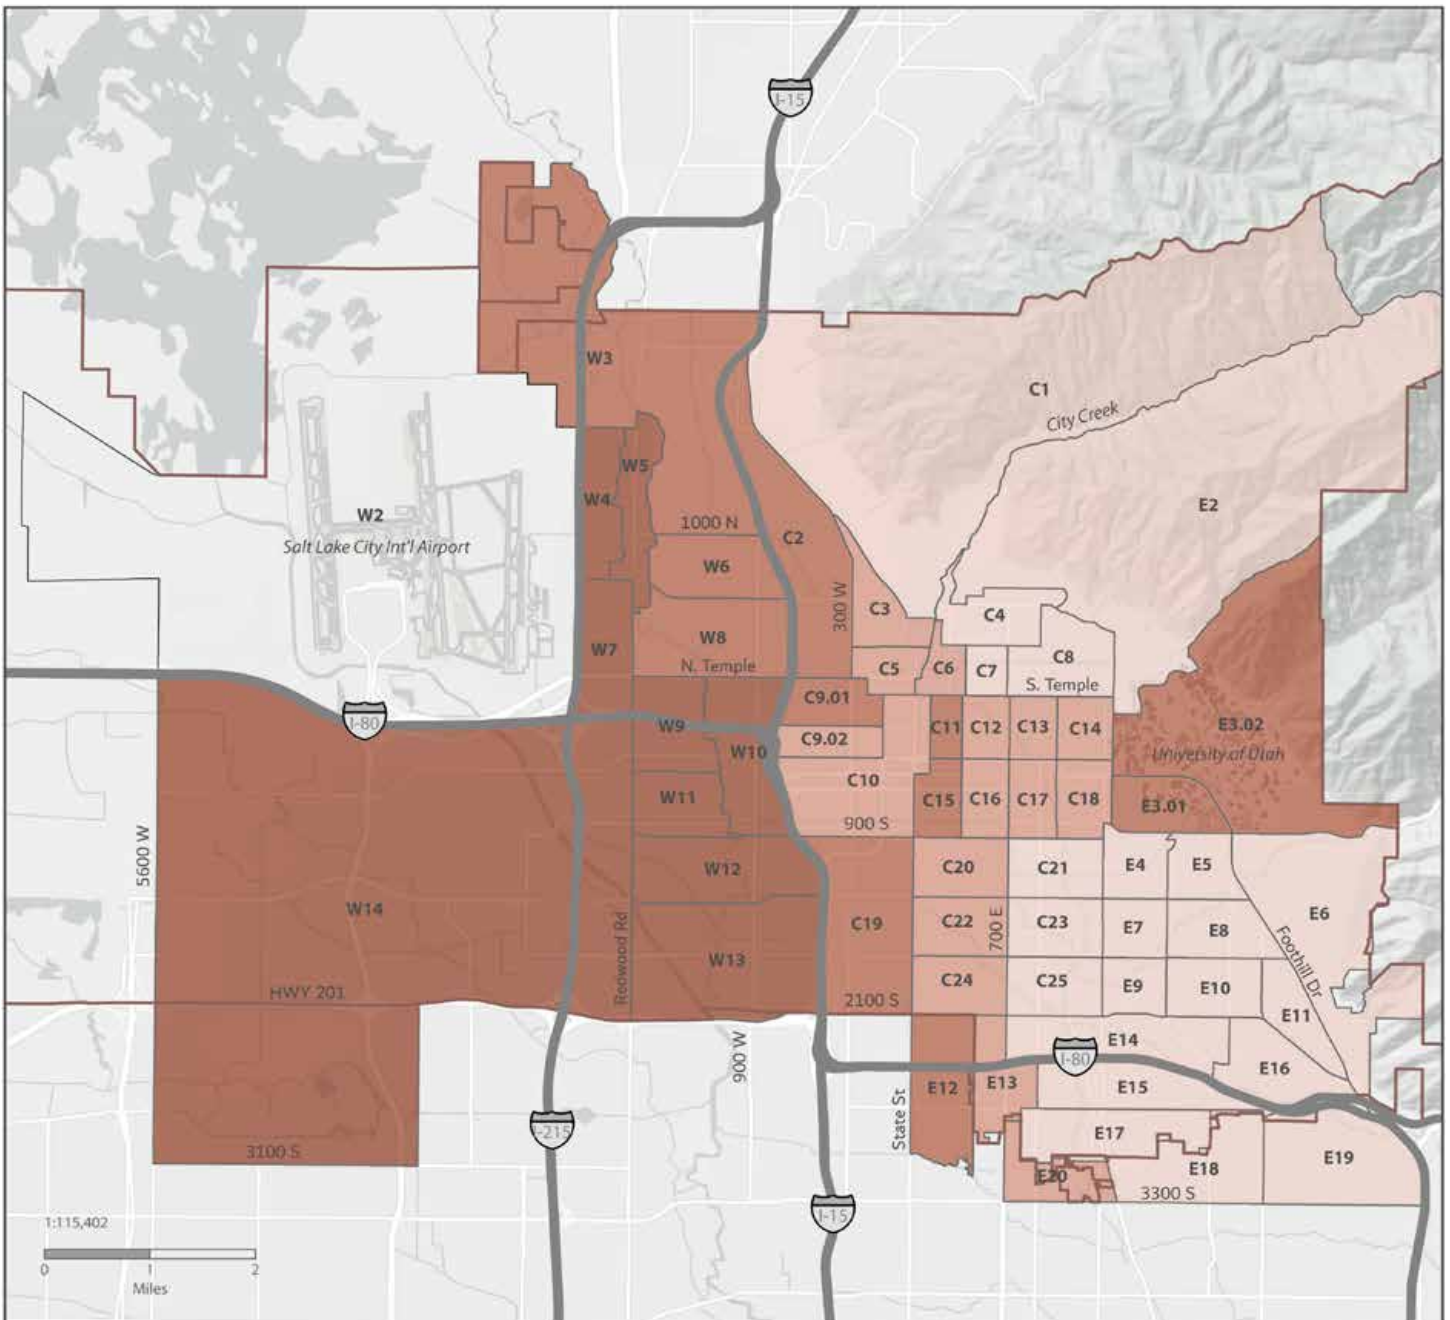 I-15
W3
C1
City Creek
W5
W4
E2
W2
1000 N
Salt Lake City Int'l Airport
C2
W6
300 W
C3
C4
W8
W7
C8
N. Temple
C5
C6
C7
S. Temple
C9.01
I-80
W9
C11
C12
C13
C14
E3.02
C9.02
W10
University of Utah
C10
W11
C15
C16
C17
C18
E3.01
900 S
5600 W
W12
C20
C21
E4
E5
W14
C19
C22
700 E
C23
E7
E8
E6
Redwood Rd
W13
Foothill Dr
C24
C25
E9
E10
HWY 201
2100 S
E11
E14
900 W
I-80
E16
E12
E13
E15
State St
I-215
E17
3100 S
E20
E18
E19
3300 S
I-15
1:115,402
0 1 2
Miles